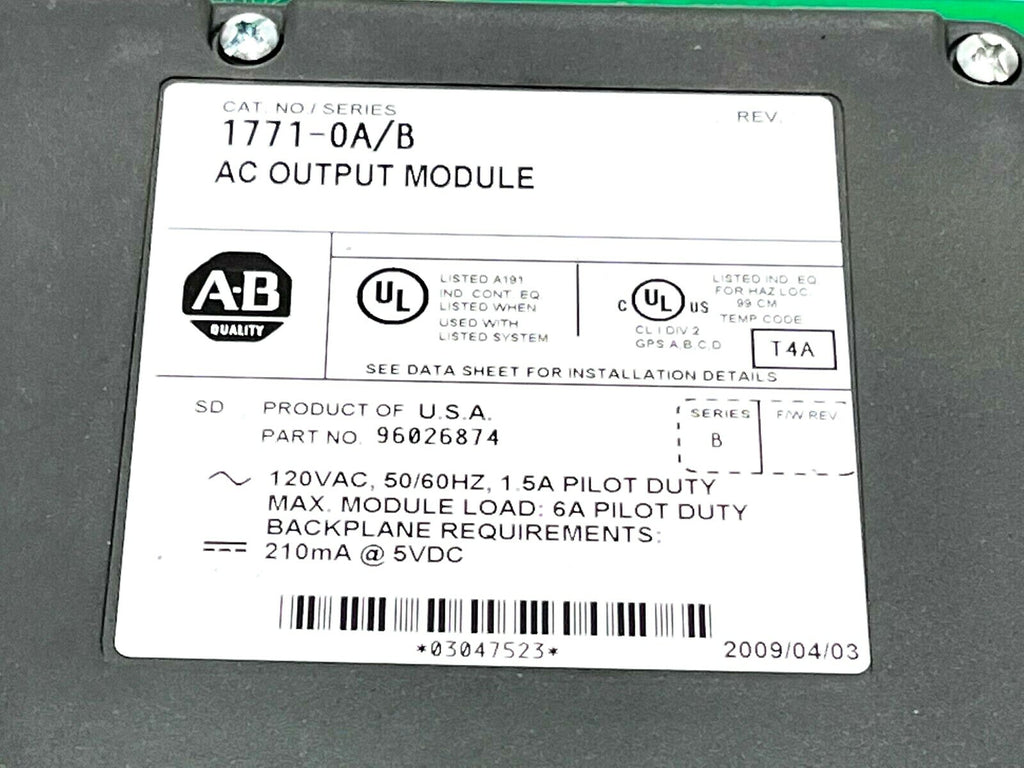 CAT. NO / SERIES
REV.
1771-0A/B
AC OUTPUT MODULE
A-B
QUALITY
UL
LISTED A191
IND. CONT. EQ.
LISTED WHEN
USED WITH
LISTED SYSTEM
C UL US
LISTED IND. EQ.
FOR HAZ LOC.
99 CM
TEMP CODE
CL I DIV 2
GPS A,B,C,D
T4A
SEE DATA SHEET FOR INSTALLATION DETAILS
SD PRODUCT OF U.S.A.
PART NO. 96026874
SERIES
B
F/W REV
120VAC, 50/60HZ, 1.5A PILOT DUTY
MAX. MODULE LOAD: 6A PILOT DUTY
BACKPLANE REQUIREMENTS:
210mA @ 5VDC
*03047523*
2009/04/03